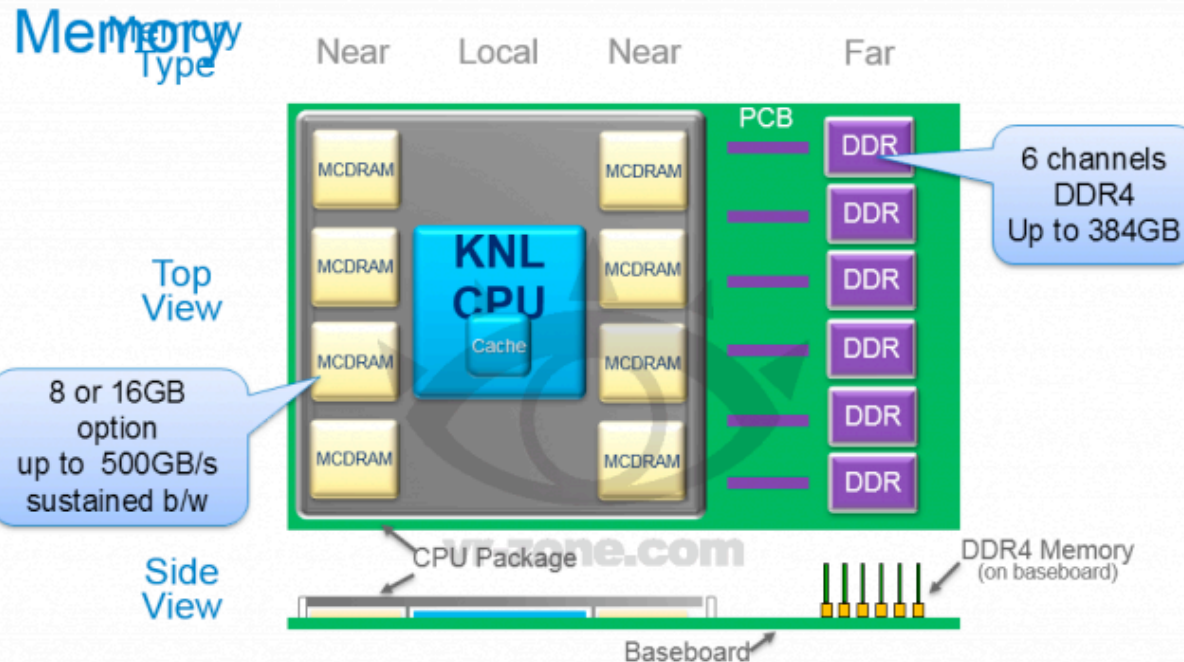 Memory
Memory
Type
Near Local Near Far
PCB
MCDRAM
MCDRAM
DDR
6 channels
DDR4
Up to 384GB
DDR
MCDRAM
KNL
CPU
MCDRAM
Top
View
DDR
Cache
MCDRAM
MCDRAM
DDR
8 or 16GB
option
up to 500GB/s
sustained b/w
DDR
MCDRAM
MCDRAM
DDR
CPU Package
vr-zone.com
DDR4 Memory
(on baseboard)
Side
View
Baseboard